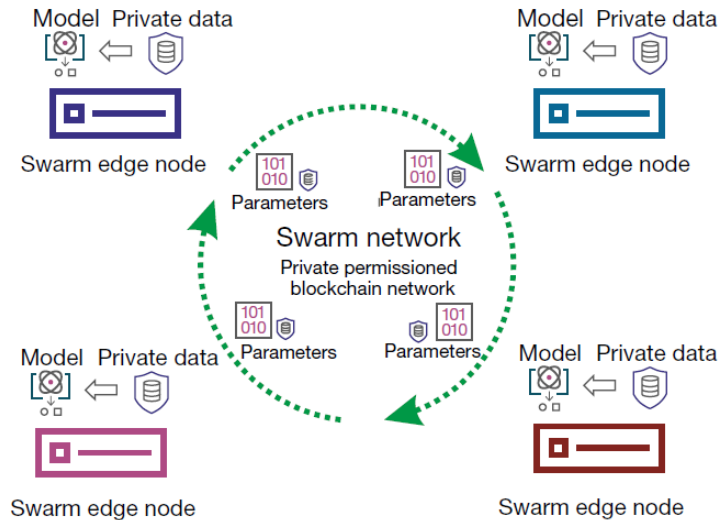 Model Private data
Model Private data
Swarm edge node
Swarm edge node
101
010
Parameters
101
010
Parameters
Swarm network
Private permissioned
blockchain network
101
010
Parameters
101
010
Parameters
Model Private data
Model Private data
Swarm edge node
Swarm edge node